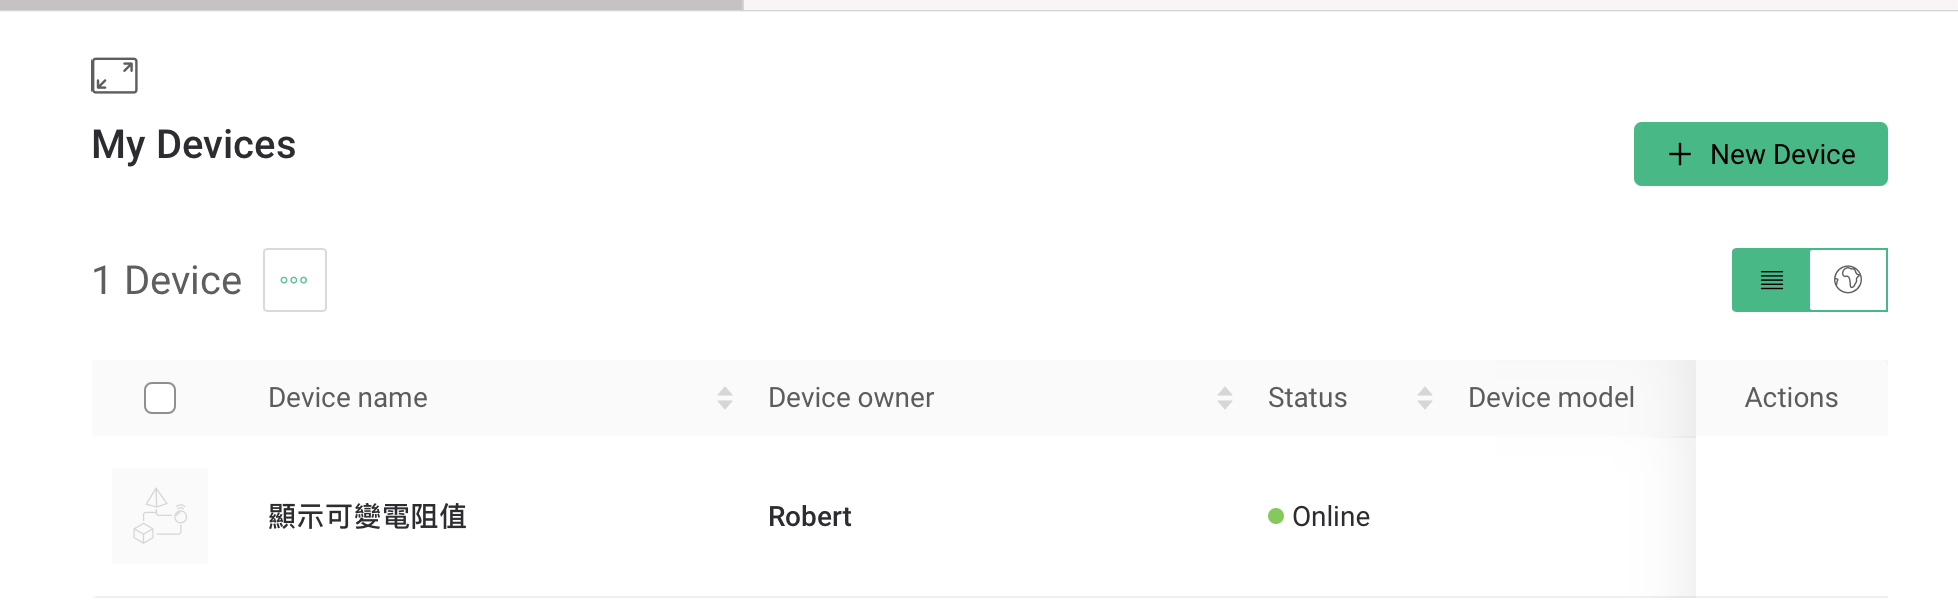 My Devices
+ New Device
1 Device
Device name Device owner Status Device model Actions
顯示可變電阻值 Robert Online